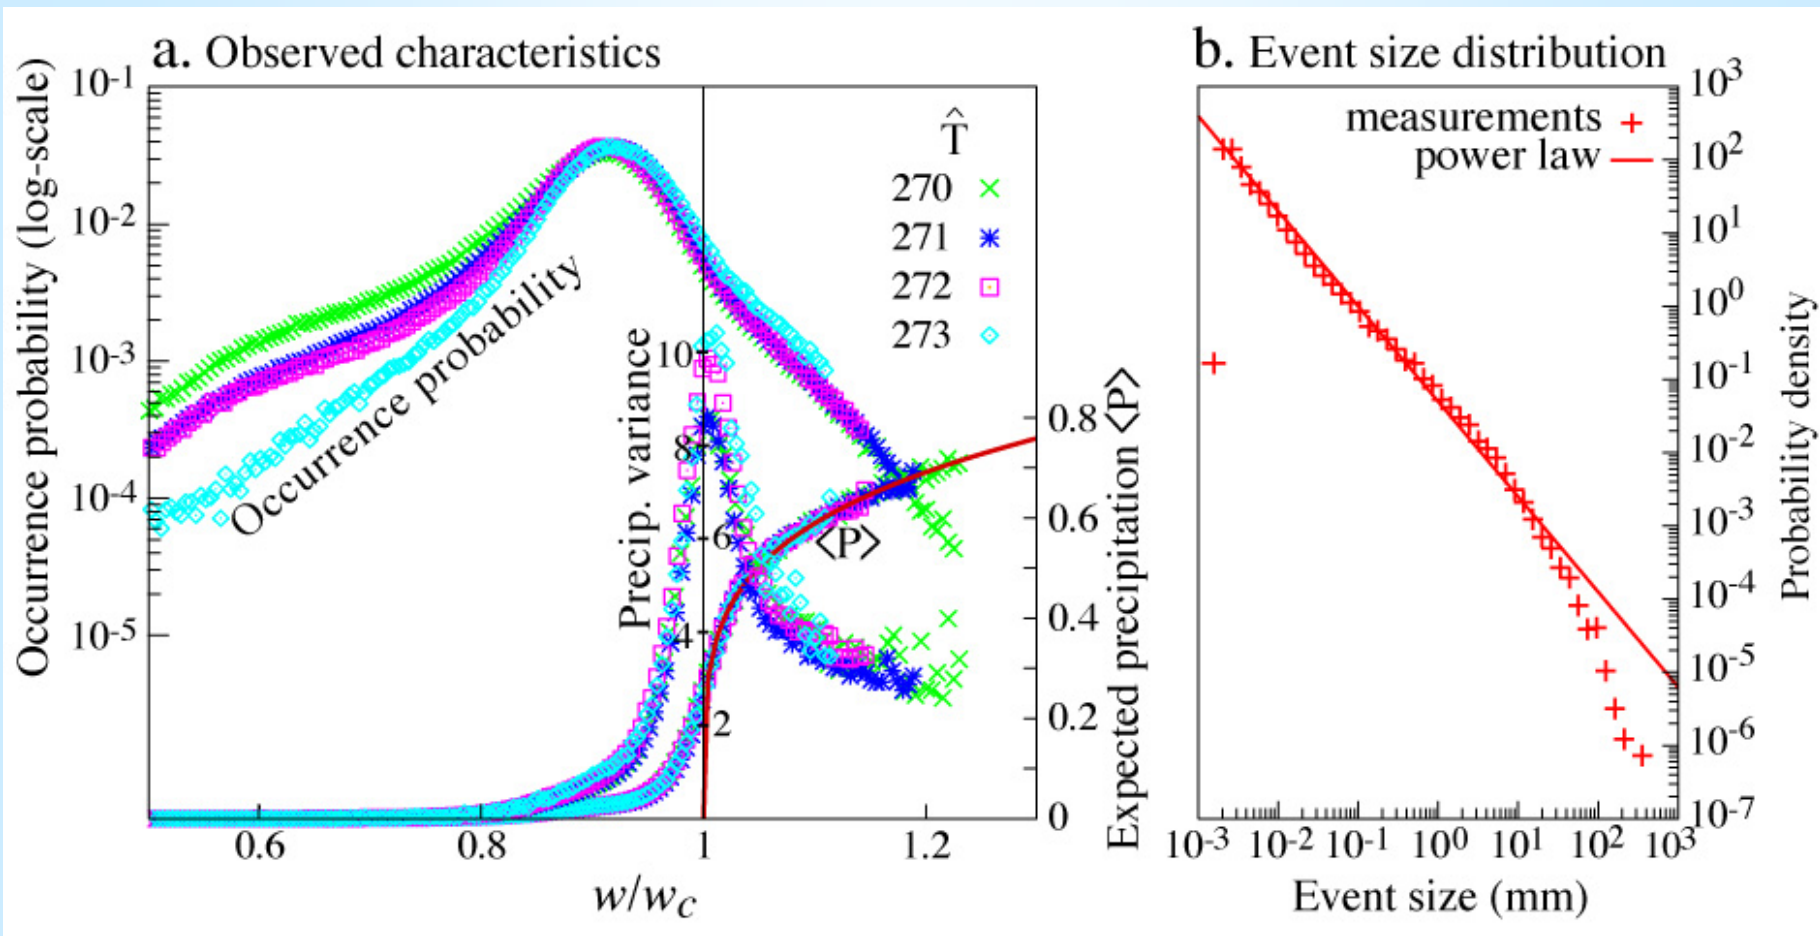 a. Observed characteristics
Occurrence probability (log-scale)
10-1
10-2
10-3
10-4
10-5
T̂
270
271
272
273
Occurrence probability
Precip. variance
10
8
6
4
2
⟨P⟩
0.8
0.6
0.4
0.2
0
Expected precipitation ⟨P⟩
0.6 0.8 1 1.2
w/wc
b. Event size distribution
measurements
power law
103
102
101
100
10-1
10-2
10-3
10-4
10-5
10-6
10-7
Probability density
10-3 10-2 10-1 100 101 102 103
Event size (mm)